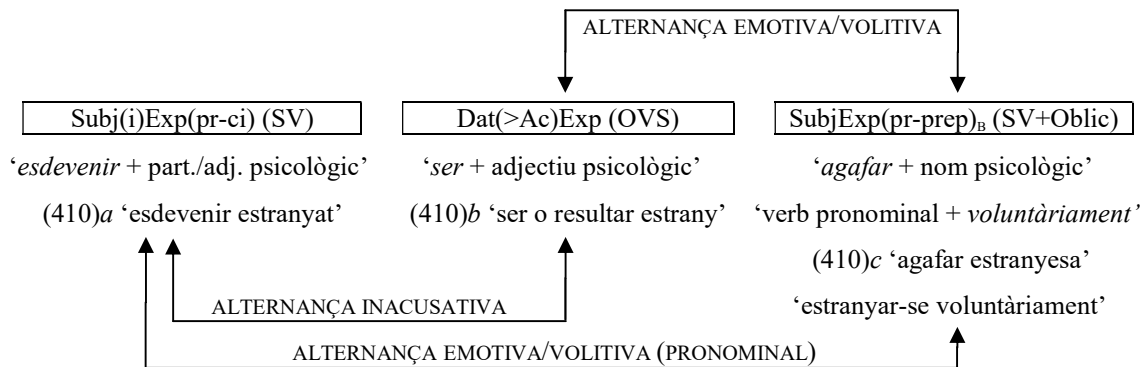 ALTERNANÇA EMOTIVA/VOLITIVA
Subj(i)Exp(pr-ci) (SV) Dat(>Ac)Exp (OVS) SubjExp(pr-prep)B (SV+Oblic)
‘esdevenir + part./adj. psicològic’ ‘ser + adjectiu psicològic’ ‘agafar + nom psicològic’
(410)a ‘esdevenir estranyat’ (410)b ‘ser o resultar estrany’ ‘verb pronominal + voluntàriament’
(410)c ‘agafar estranyesa’
ALTERNANÇA INACUSATIVA ‘estranyar-se voluntàriament’
ALTERNANÇA EMOTIVA/VOLITIVA (PRONOMINAL)